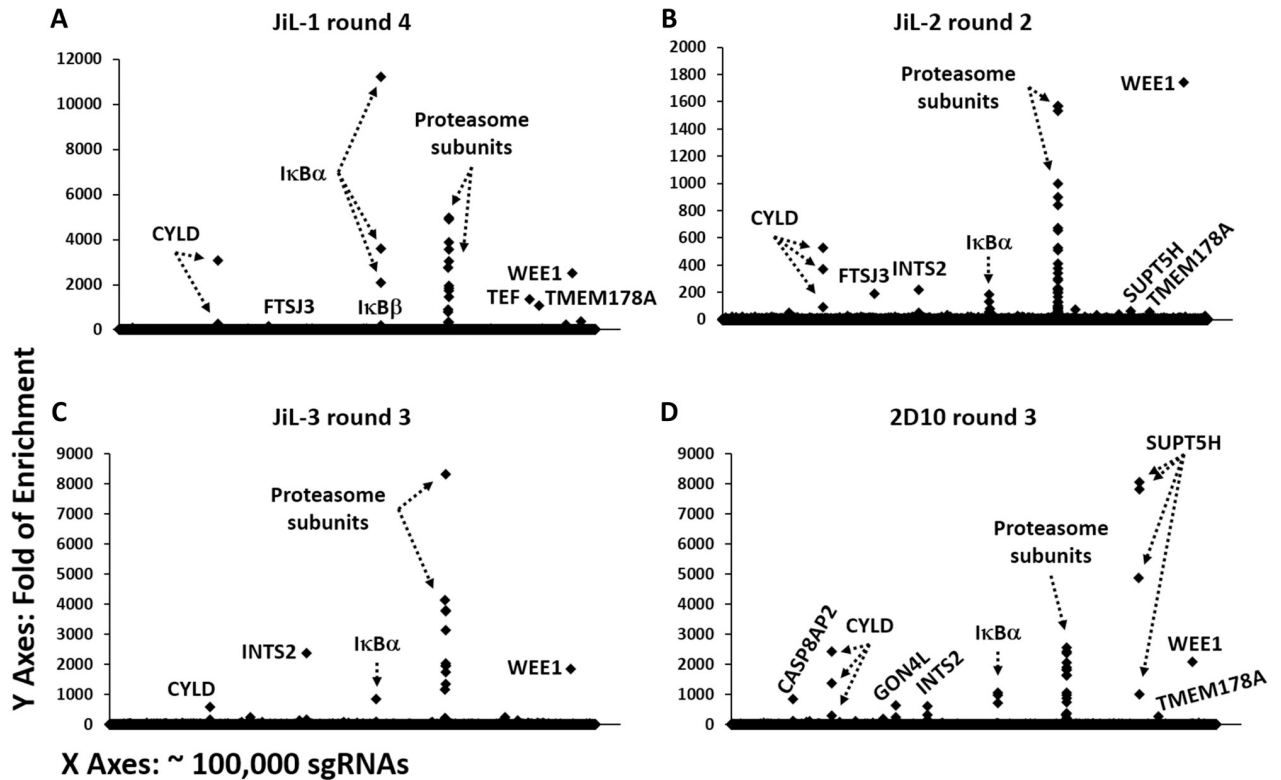 A
JiL-1 round 4
12000
10000
8000
6000
4000
2000
0
CYLD
FTSJ3
IκBα
IκBβ
Proteasome
subunits
WEE1
TEF
TMEM178A
B
JiL-2 round 2
2000
1800
1600
1400
1200
1000
800
600
400
200
0
CYLD
FTSJ3
INTS2
IκBα
Proteasome
subunits
WEE1
SUPT5H
TMEM178A
C
JiL-3 round 3
9000
8000
7000
6000
5000
4000
3000
2000
1000
0
CYLD
INTS2
IκBα
Proteasome
subunits
WEE1
D
2D10 round 3
9000
8000
7000
6000
5000
4000
3000
2000
1000
0
CASP8AP2
CYLD
GON4L
INTS2
IκBα
Proteasome
subunits
SUPT5H
WEE1
TMEM178A
Y Axes: Fold of Enrichment
X Axes: ~ 100,000 sgRNAs